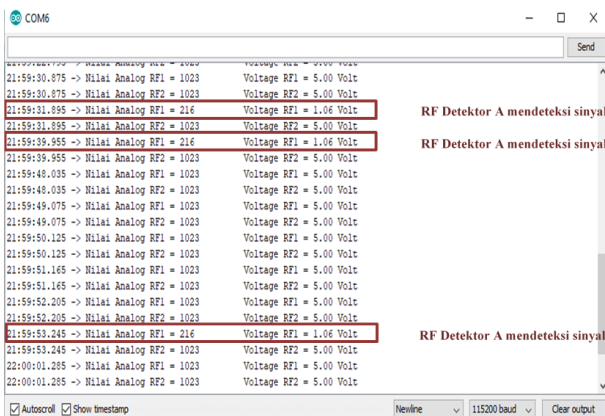 COM6
Send
21:59:30.875 -> Nilai Analog RF1 = 1023 Voltage RF1 = 5.00 Volt
21:59:30.875 -> Nilai Analog RF2 = 1023 Voltage RF2 = 5.00 Volt
21:59:31.895 -> Nilai Analog RF1 = 216 Voltage RF1 = 1.06 Volt RF Detektor A mendeteksi sinyal
21:59:31.895 -> Nilai Analog RF2 = 1023 Voltage RF2 = 5.00 Volt
21:59:39.955 -> Nilai Analog RF1 = 216 Voltage RF1 = 1.06 Volt RF Detektor A mendeteksi sinyal
21:59:39.955 -> Nilai Analog RF2 = 1023 Voltage RF2 = 5.00 Volt
21:59:48.035 -> Nilai Analog RF1 = 1023 Voltage RF1 = 5.00 Volt
21:59:48.035 -> Nilai Analog RF2 = 1023 Voltage RF2 = 5.00 Volt
21:59:49.075 -> Nilai Analog RF1 = 1023 Voltage RF1 = 5.00 Volt
21:59:49.075 -> Nilai Analog RF2 = 1023 Voltage RF2 = 5.00 Volt
21:59:50.125 -> Nilai Analog RF1 = 1023 Voltage RF1 = 5.00 Volt
21:59:50.125 -> Nilai Analog RF2 = 1023 Voltage RF2 = 5.00 Volt
21:59:51.165 -> Nilai Analog RF1 = 1023 Voltage RF1 = 5.00 Volt
21:59:51.165 -> Nilai Analog RF2 = 1023 Voltage RF2 = 5.00 Volt
21:59:52.205 -> Nilai Analog RF1 = 1023 Voltage RF1 = 5.00 Volt
21:59:52.205 -> Nilai Analog RF2 = 1023 Voltage RF2 = 5.00 Volt
21:59:53.245 -> Nilai Analog RF1 = 216 Voltage RF1 = 1.06 Volt RF Detektor A mendeteksi sinyal
21:59:53.245 -> Nilai Analog RF2 = 1023 Voltage RF2 = 5.00 Volt
22:00:01.285 -> Nilai Analog RF1 = 1023 Voltage RF1 = 5.00 Volt
22:00:01.285 -> Nilai Analog RF2 = 1023 Voltage RF2 = 5.00 Volt
Autoscroll Show timestamp Newline 115200 baud Clear output